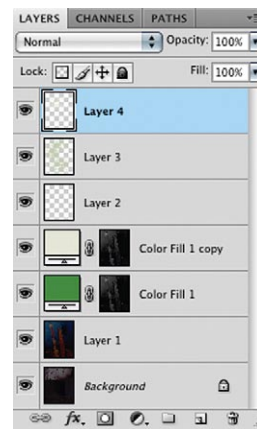 LAYERS CHANNELS PATHS
Normal Opacity: 100%
Lock: Fill: 100%
Layer 4
Layer 3
Layer 2
Color Fill 1 copy
Color Fill 1
Layer 1
Background
fx.